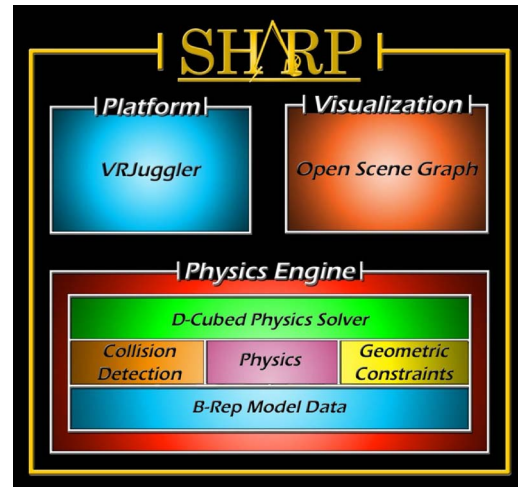 SHARP
Platform
Visualization
VRJuggler
Open Scene Graph
Physics Engine
D-Cubed Physics Solver
Collision
Detection
Physics
Geometric
Constraints
B-Rep Model Data